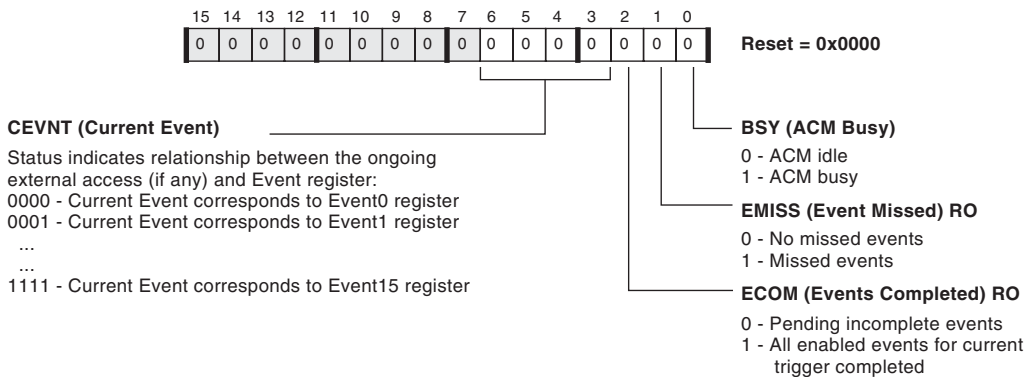 15 14 13 12 11 10 9 8 7 6 5 4 3 2 1 0
0 0 0 0 0 0 0 0 0 0 0 0 0 0 0 0
Reset = 0x0000
CEVNT (Current Event)
Status indicates relationship between the ongoing
external access (if any) and Event register:
0000 - Current Event corresponds to Event0 register
0001 - Current Event corresponds to Event1 register
...
...
1111 - Current Event corresponds to Event15 register
BSY (ACM Busy)
0 - ACM idle
1 - ACM busy
EMISS (Event Missed) RO
0 - No missed events
1 - Missed events
ECOM (Events Completed) RO
0 - Pending incomplete events
1 - All enabled events for current
trigger completed